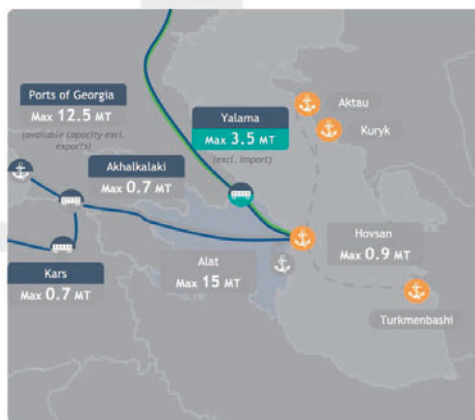 Ports of Georgia
Max 12.5 MT
(available capacity excl.
exports)
Yalama
Max 3.5 MT
(excl. import)
Aktau
Kuryk
Akhalkalaki
Max 0.7 MT
Hovsan
Max 0.9 MT
Alat
Max 15 MT
Kars
Max 0.7 MT
Turkmenbashi